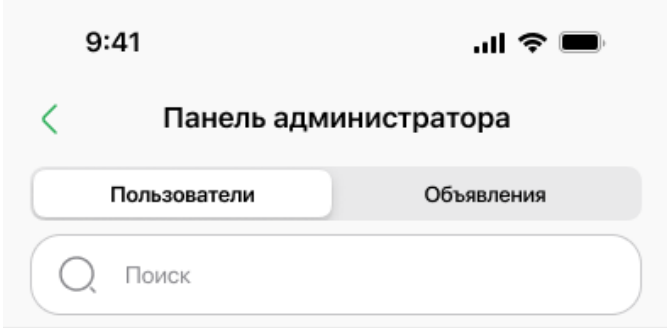 9:41
Панель администратора
Пользователи
Объявления
Поиск